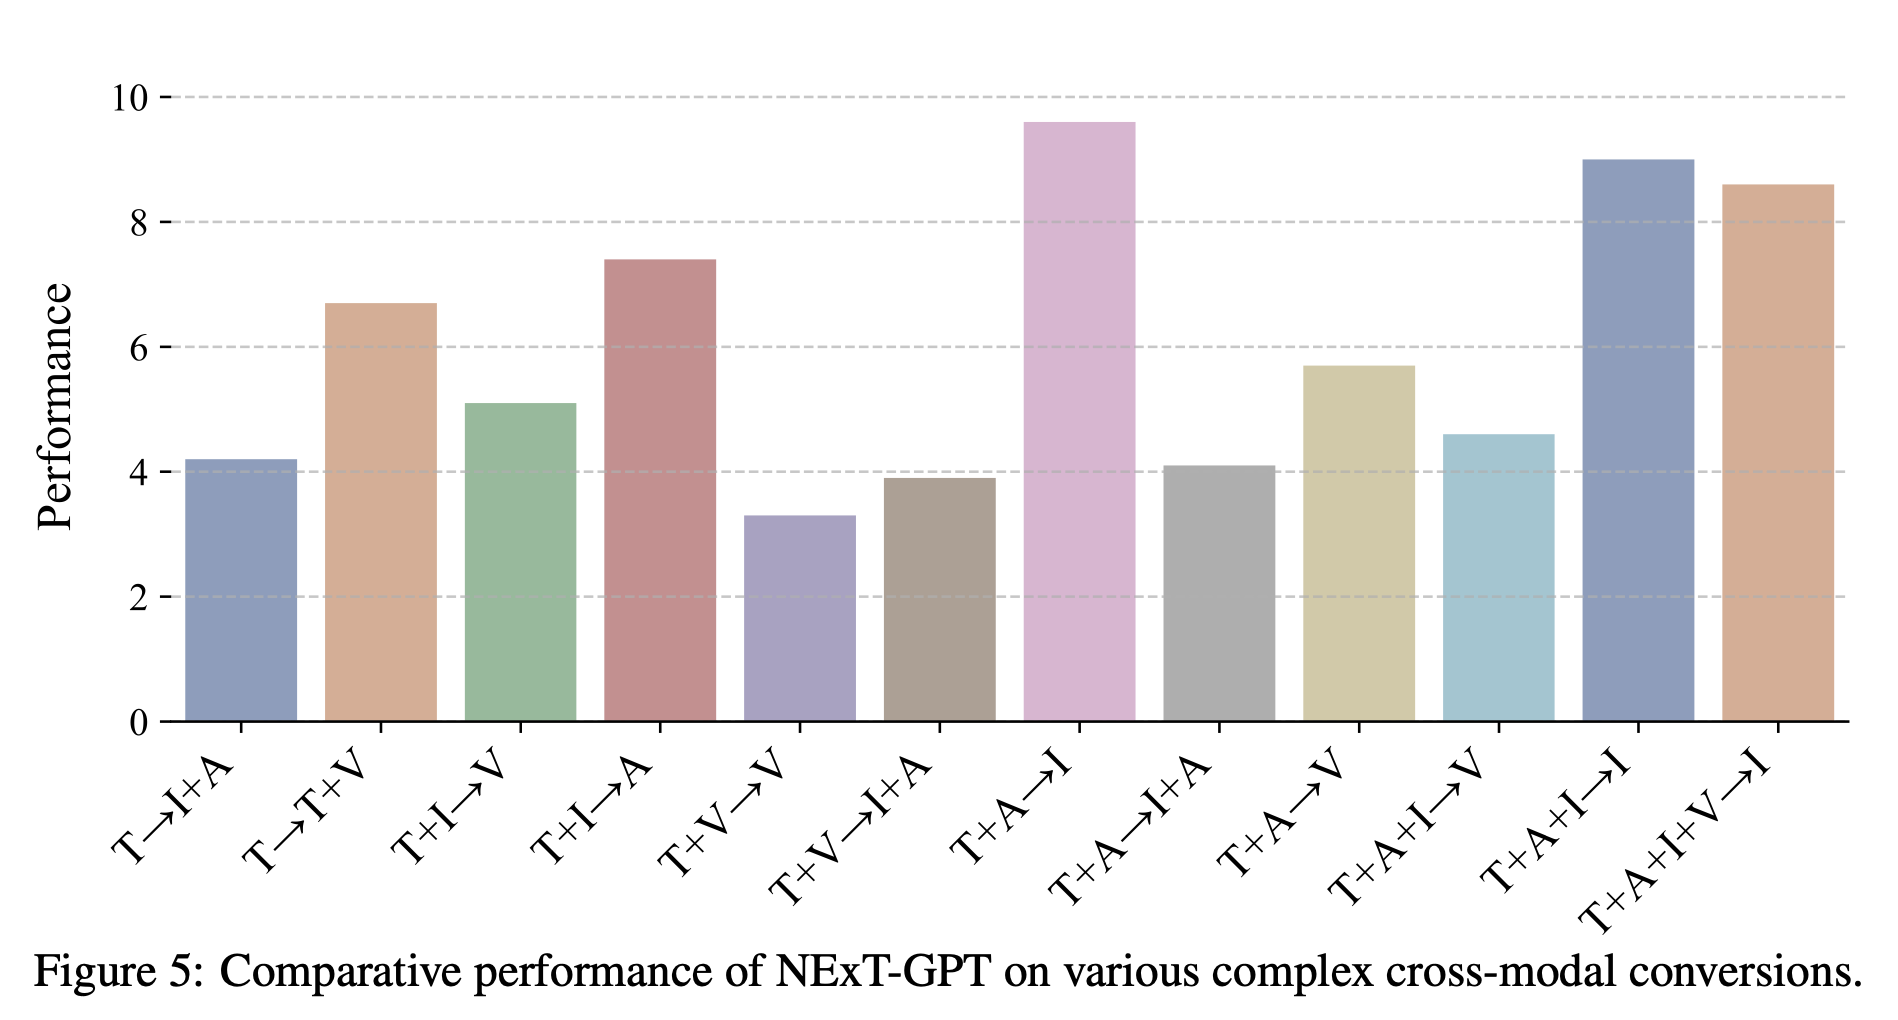 10
8
6
4
2
0
Performance
T→I+A
T→T+V
T+I→V
T+I→A
T+V→V
T+V→I+A
T+A→I
T+A→I+A
T+A→V
T+A+I→V
T+A+I→I
T+A+I+V→I
Figure 5: Comparative performance of NExT-GPT on various complex cross-modal conversions.